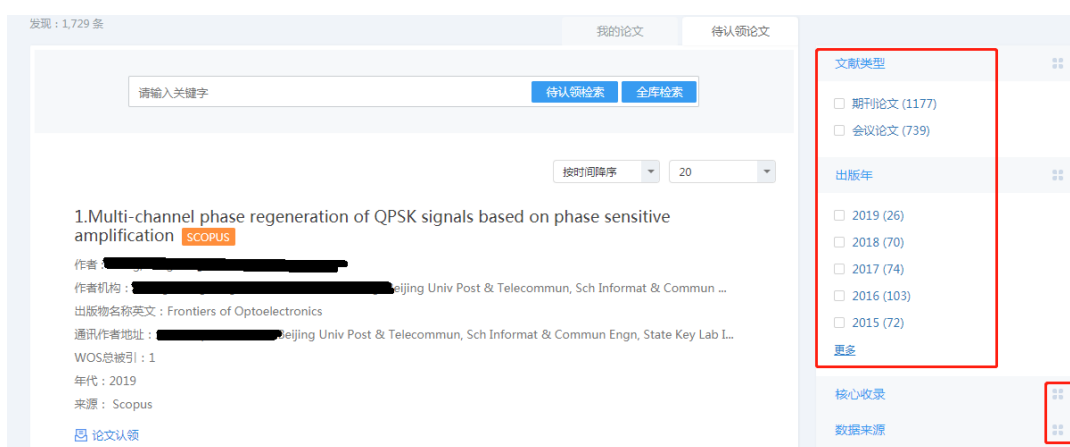 发现：1,729 条
我的论文
待认领论文
请输入关键字
待认领检索
全库检索
按时间降序
20
1.Multi-channel phase regeneration of QPSK signals based on phase sensitive
amplification SCOPUS
作者：
作者机构：eijing Univ Post & Telecommun, Sch Informat & Commun ...
出版物名称英文：Frontiers of Optoelectronics
通讯作者地址：Beijing Univ Post & Telecommun, Sch Informat & Commun Engn, State Key Lab I...
WOS总被引：1
年代：2019
来源： Scopus
论文认领
文献类型
期刊论文 (1177)
会议论文 (739)
出版年
2019 (26)
2018 (70)
2017 (74)
2016 (103)
2015 (72)
更多
核心收录
数据来源